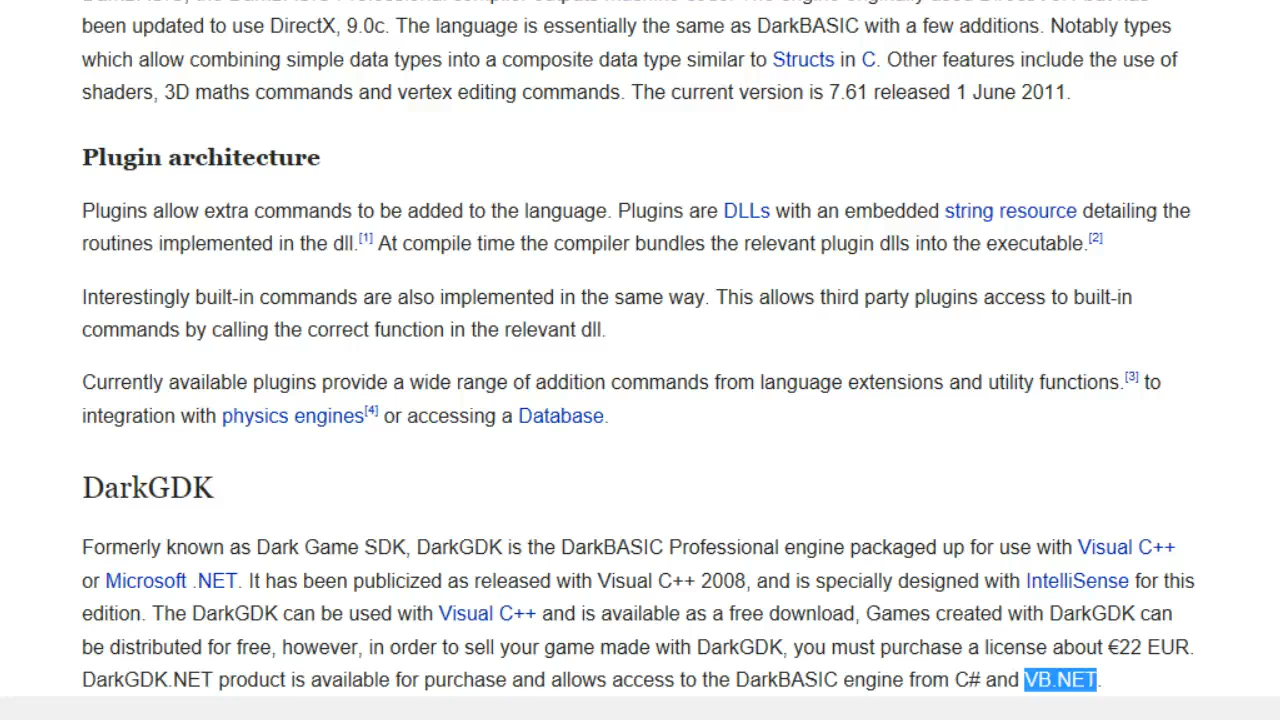 been updated to use DirectX, 9.0c. The language is essentially the same as DarkBASIC with a few additions. Notably types
which allow combining simple data types into a composite data type similar to Structs in C. Other features include the use of
shaders, 3D maths commands and vertex editing commands. The current version is 7.61 released 1 June 2011.
Plugin architecture
Plugins allow extra commands to be added to the language. Plugins are DLLs with an embedded string resource detailing the
routines implemented in the dll.[1] At compile time the compiler bundles the relevant plugin dlls into the executable.[2]
Interestingly built-in commands are also implemented in the same way. This allows third party plugins access to built-in
commands by calling the correct function in the relevant dll.
Currently available plugins provide a wide range of addition commands from language extensions and utility functions.[3] to
integration with physics engines[4] or accessing a Database.
DarkGDK
Formerly known as Dark Game SDK, DarkGDK is the DarkBASIC Professional engine packaged up for use with Visual C++
or Microsoft .NET. It has been publicized as released with Visual C++ 2008, and is specially designed with IntelliSense for this
edition. The DarkGDK can be used with Visual C++ and is available as a free download, Games created with DarkGDK can
be distributed for free, however, in order to sell your game made with DarkGDK, you must purchase a license about €22 EUR.
DarkGDK.NET product is available for purchase and allows access to the DarkBASIC engine from C# and VB.NET.